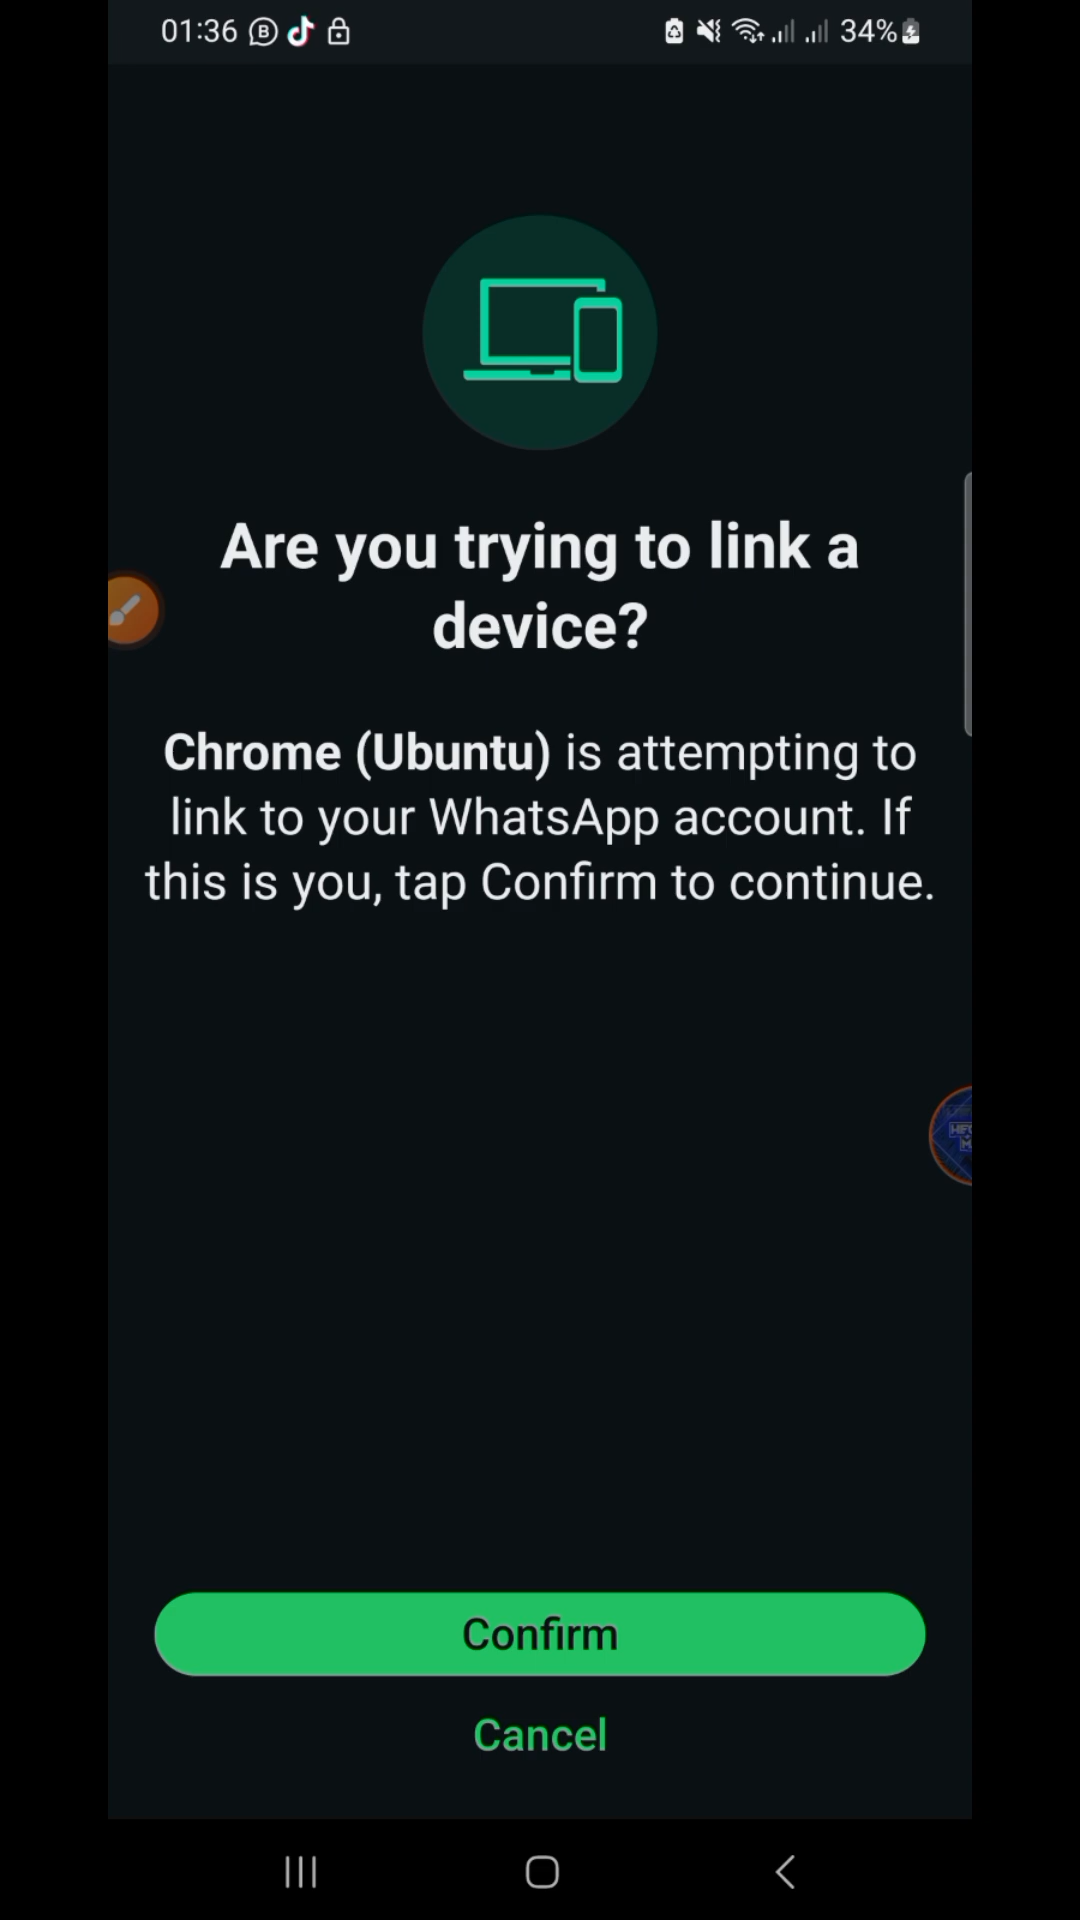 01:36 34%
Are you trying to link a
device?
Chrome (Ubuntu) is attempting to
link to your WhatsApp account. If
this is you, tap Confirm to continue.
Confirm
Cancel